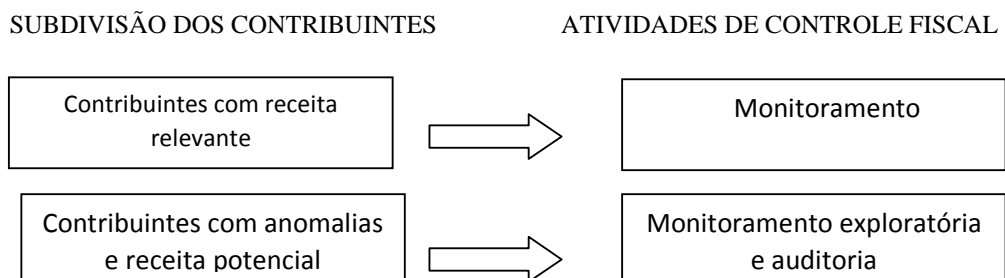 SUBDIVISÃO DOS CONTRIBUINTES ATIVIDADES DE CONTROLE FISCAL
Contribuintes com receita
relevante
Monitoramento
Contribuintes com anomalias
e receita potencial
Monitoramento exploratória
e auditoria